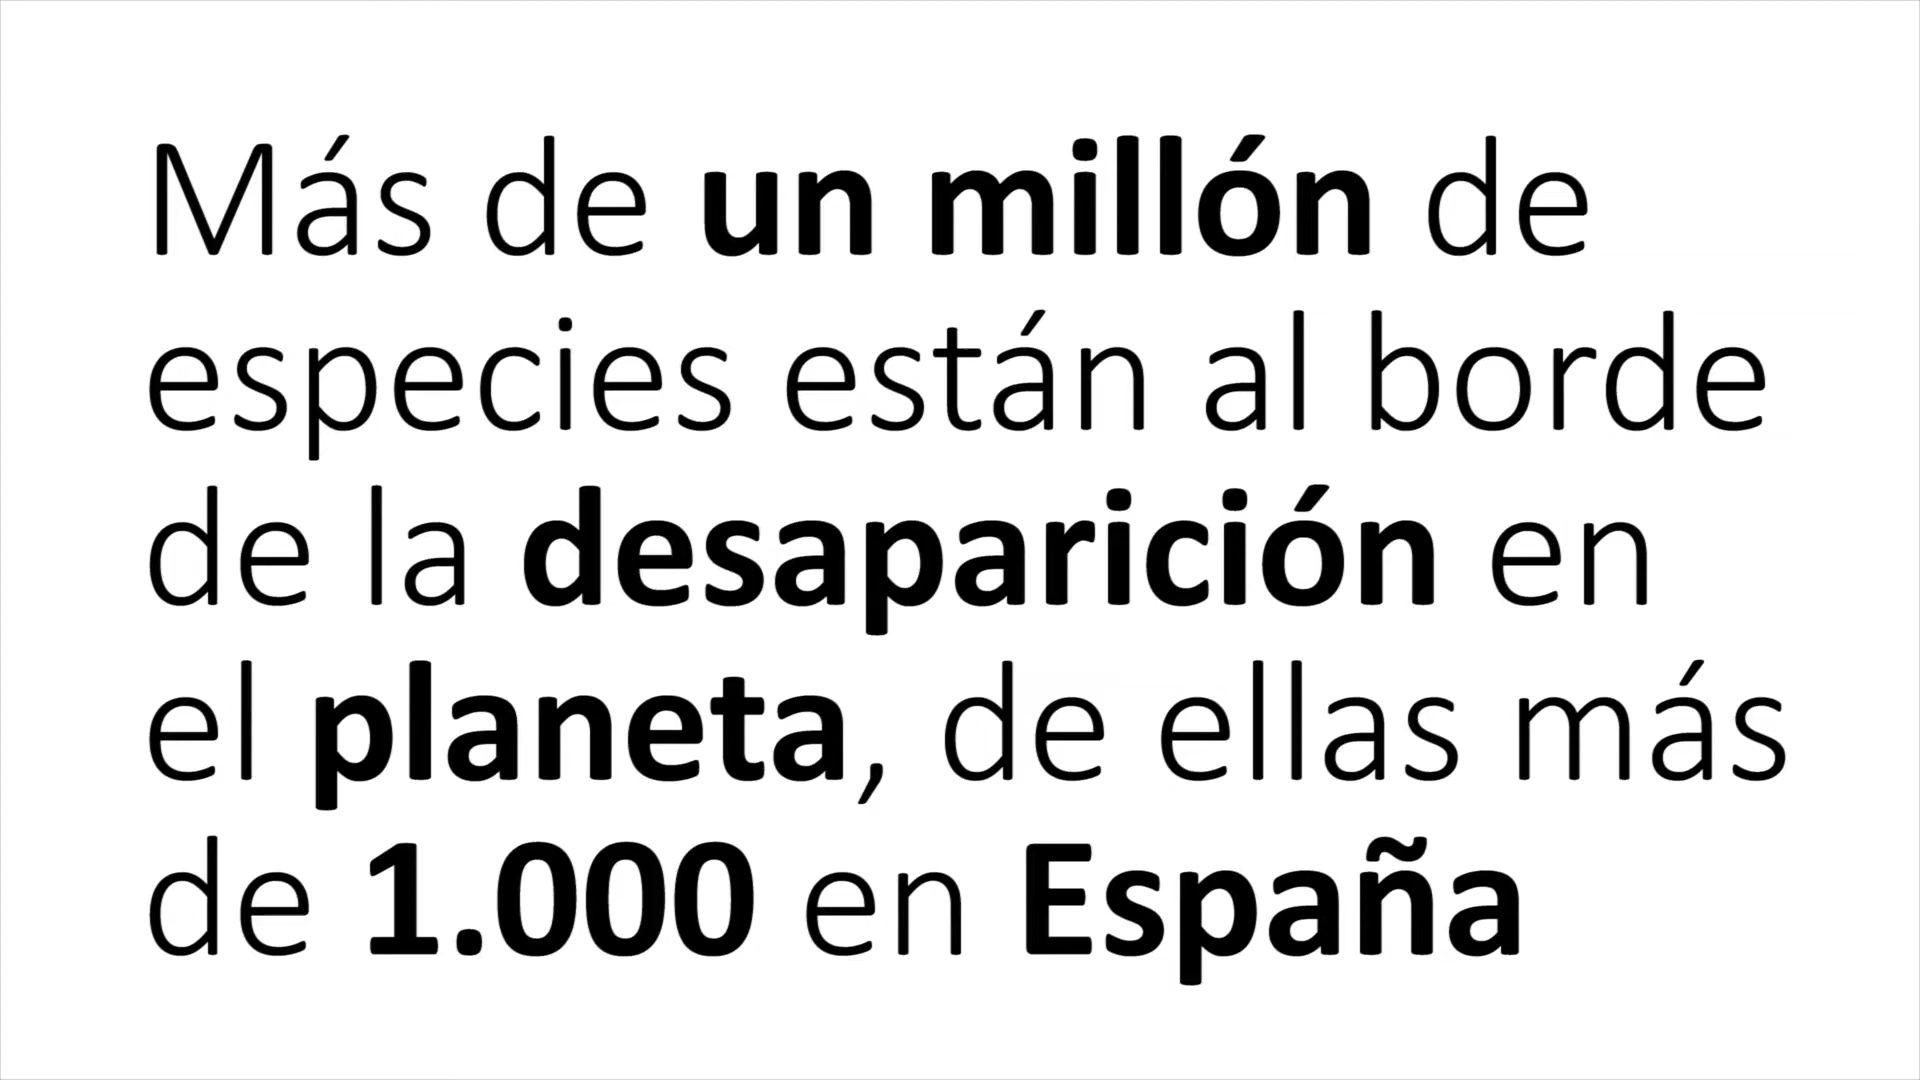 Más de un millón de
especies están al borde
de la desaparición en
el planeta, de ellas más
de 1.000 en España